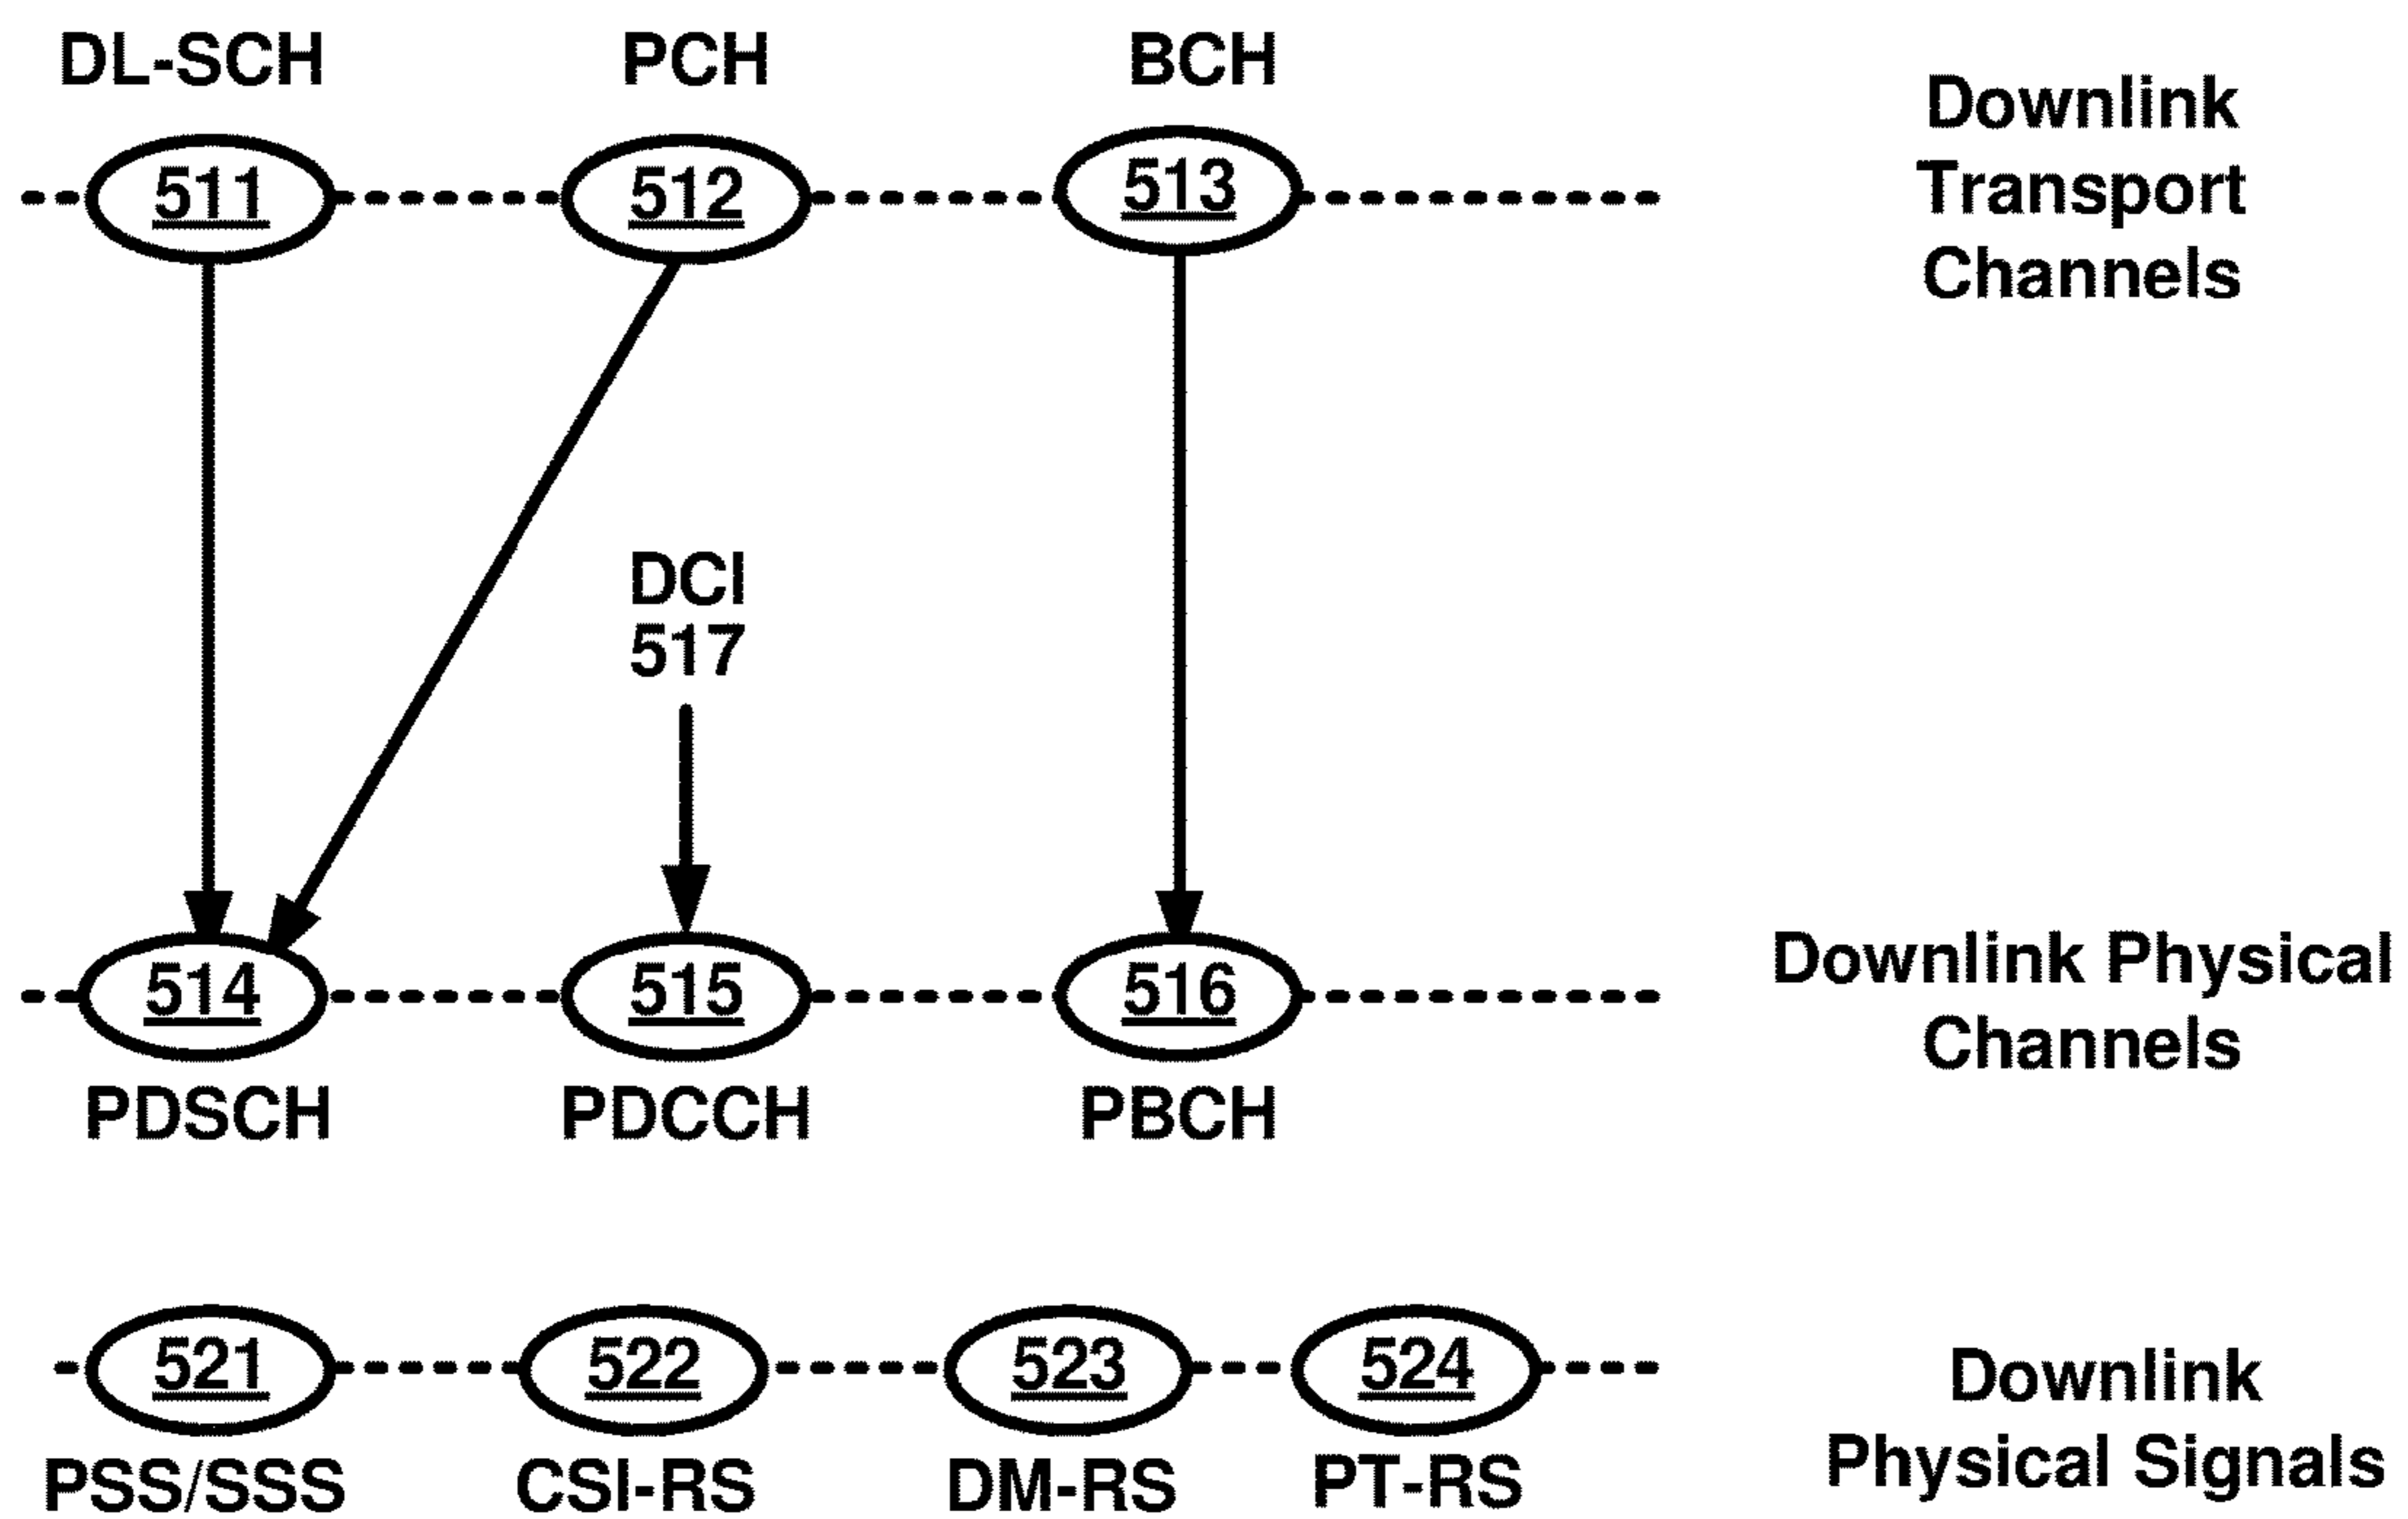 DL-SCH
PCH
BCH
511
512
513
Downlink
Transport
Channels
DCI
517
514
515
516
PDSCH
PDCCH
PBCH
Downlink Physical
Channels
521
522
523
524
PSS/SSS
CSI-RS
DM-RS
PT-RS
Downlink
Physical Signals